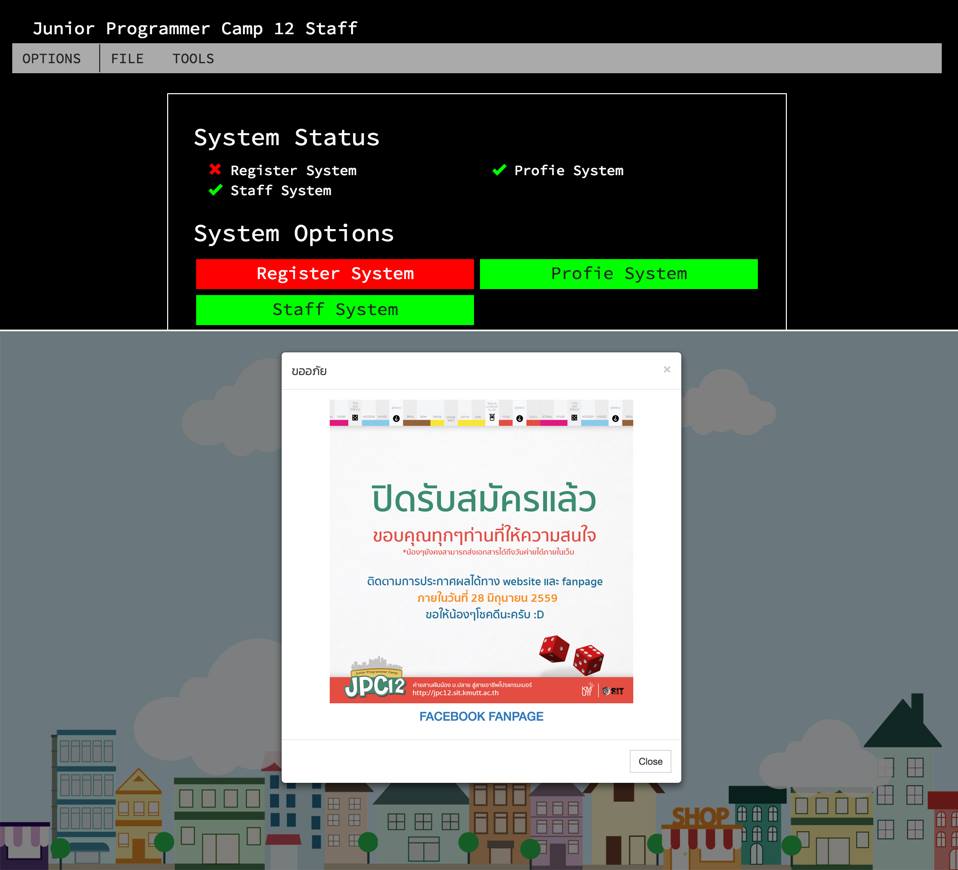 Junior Programmer Camp 12 Staff
OPTIONS FILE TOOLS
System Status
Register System
Profie System
Staff System
System Options
Register System
Profie System
Staff System
ขออภัย
×
ปิดรับสมัครแล้ว
ขอบคุณทุกๆท่านที่ให้ความสนใจ
*น้องๆยังคงสามารถส่งเอกสารได้ถึงวันค่ายได้ภายในเว็บ
ติดตามการประกาศผลได้ทาง website และ fanpage
ภายในวันที่ 28 มิถุนายน 2559
ขอให้น้องๆโชคดีนะครับ :D
Junior Programmer Camp
JPC12
ค่ายสานฝันน้อง ม.ปลาย สู่สายอาชีพโปรแกรมเมอร์
http://jpc12.sit.kmutt.ac.th
SIT
FACEBOOK FANPAGE
Close
SHOP